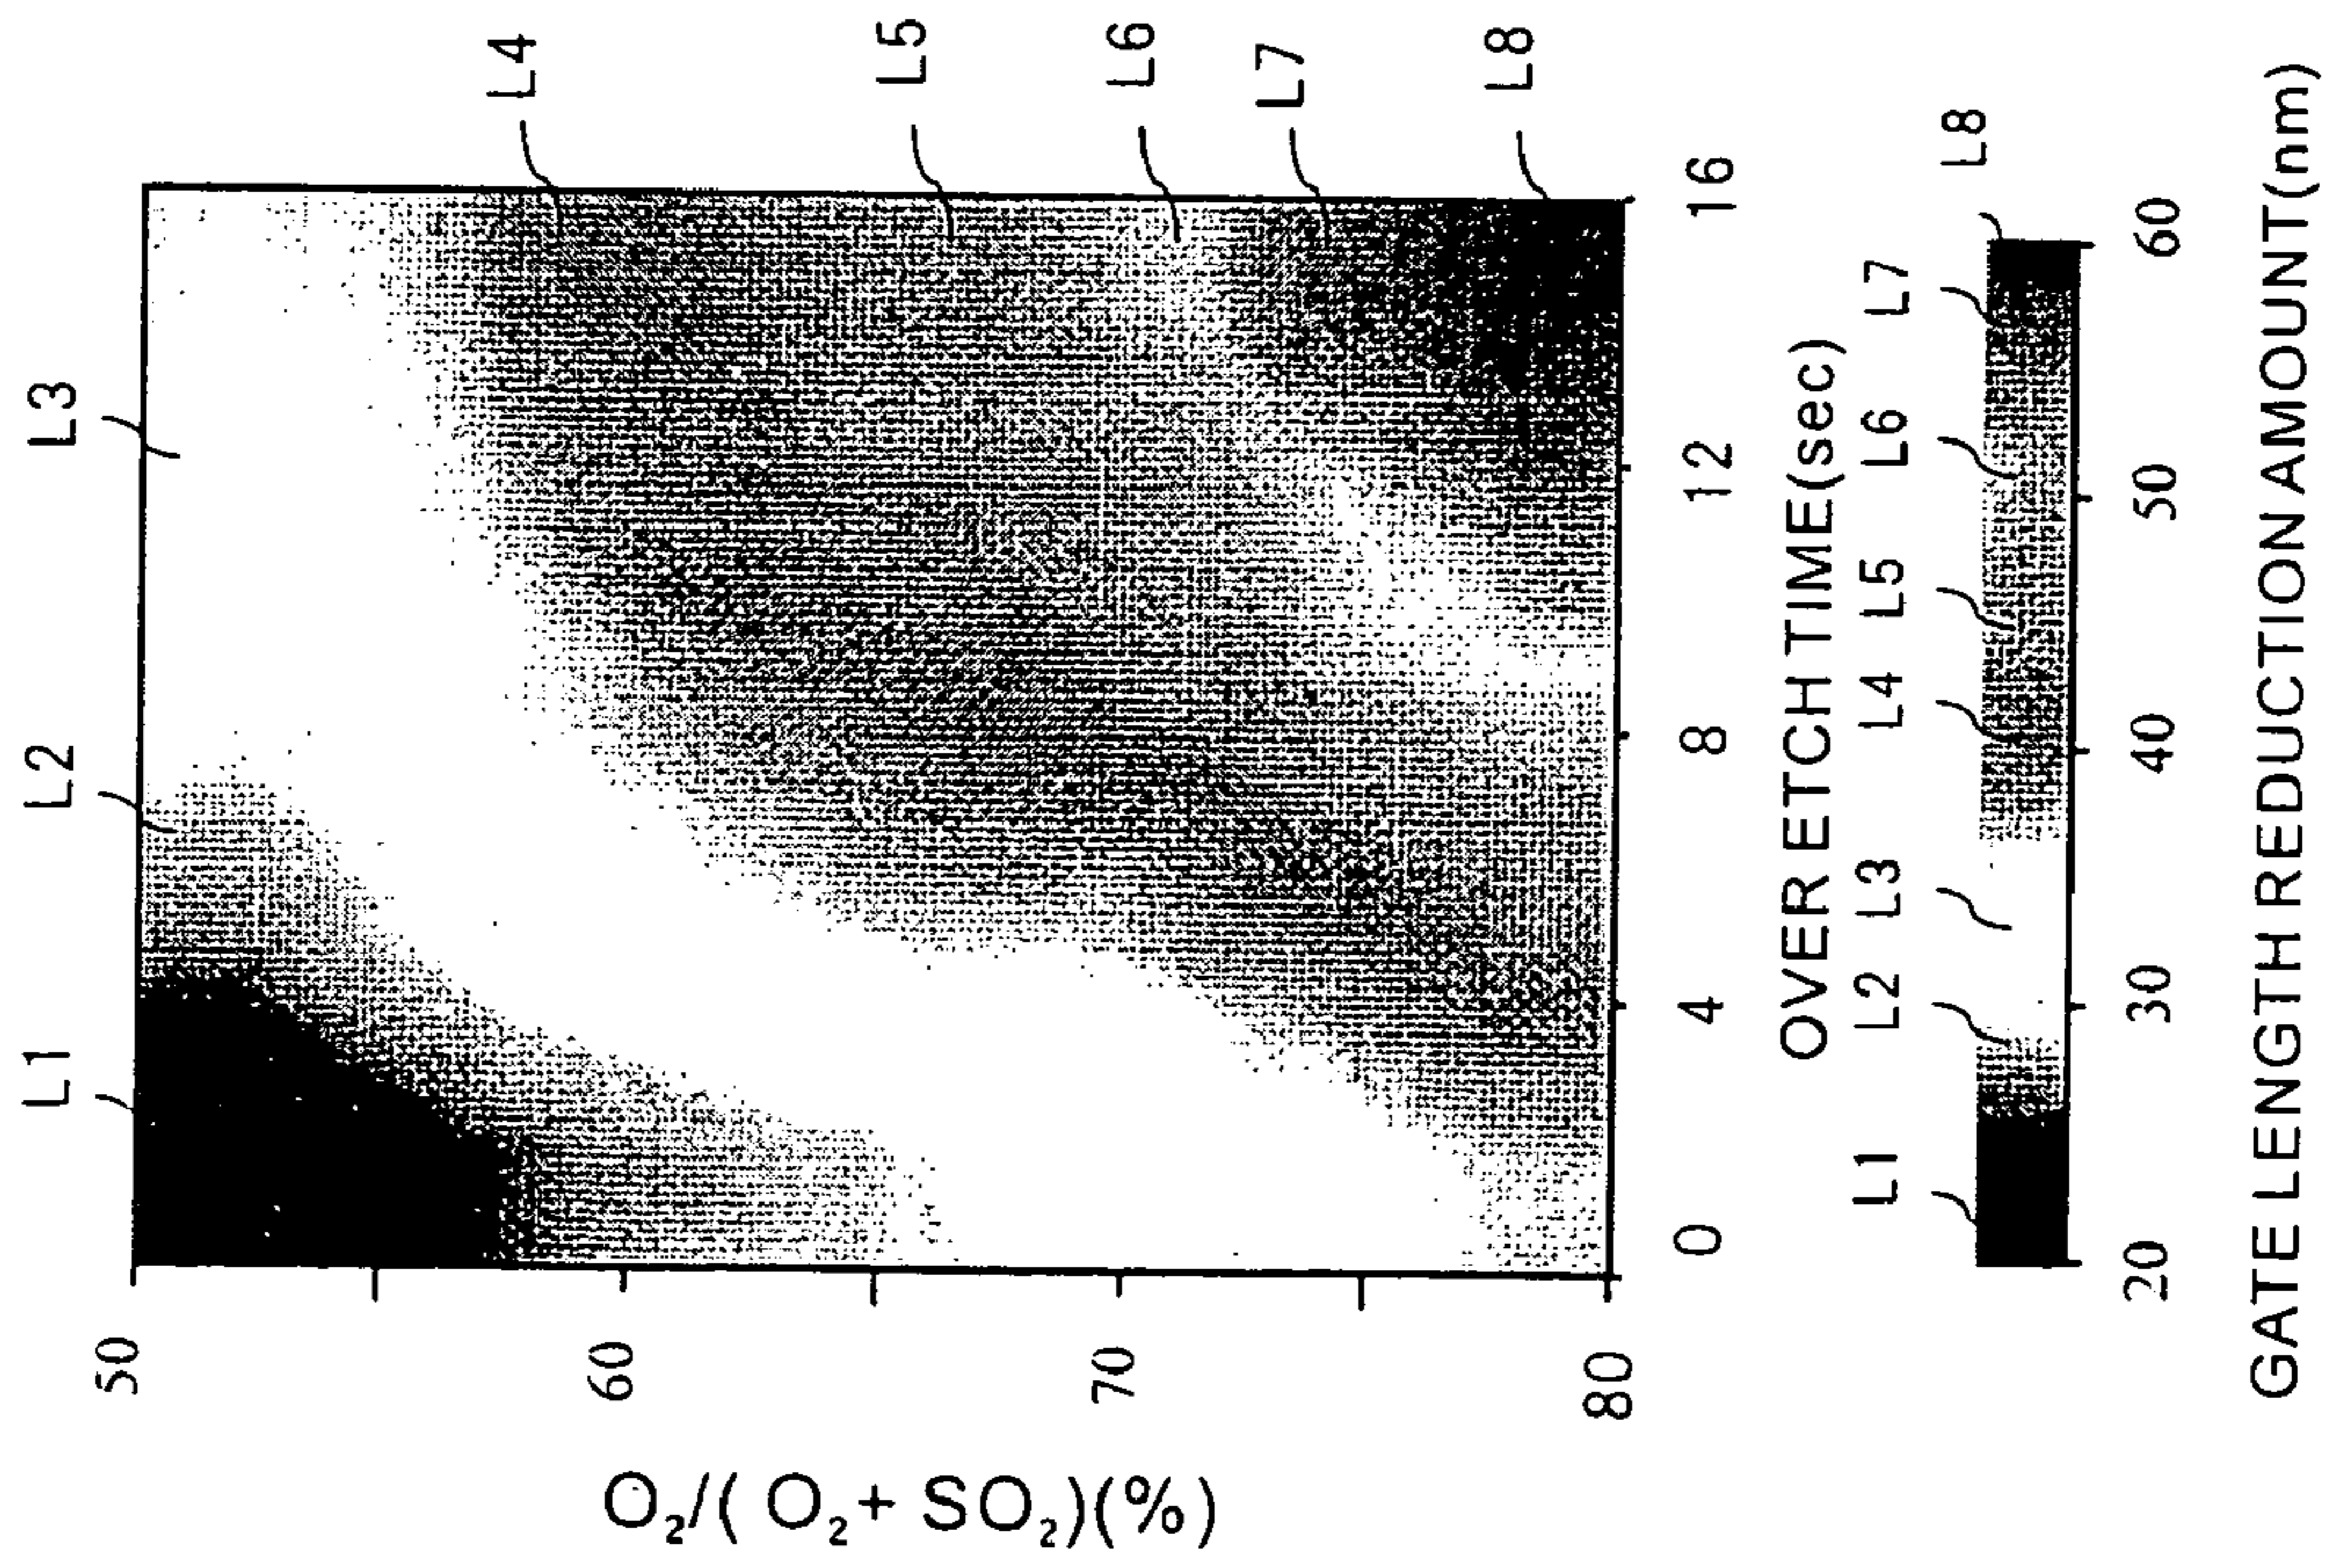 L1
L2
L3
L4
L5
L6
L7
L8
50
60
70
80
O₂/( O₂+ SO₂)(%)
0 4 8 12 16
OVER ETCH TIME(sec)
L1 L2 L3 L4 L5 L6 L7 L8
20 30 40 50 60
GATE LENGTH REDUCTION AMOUNT(nm)